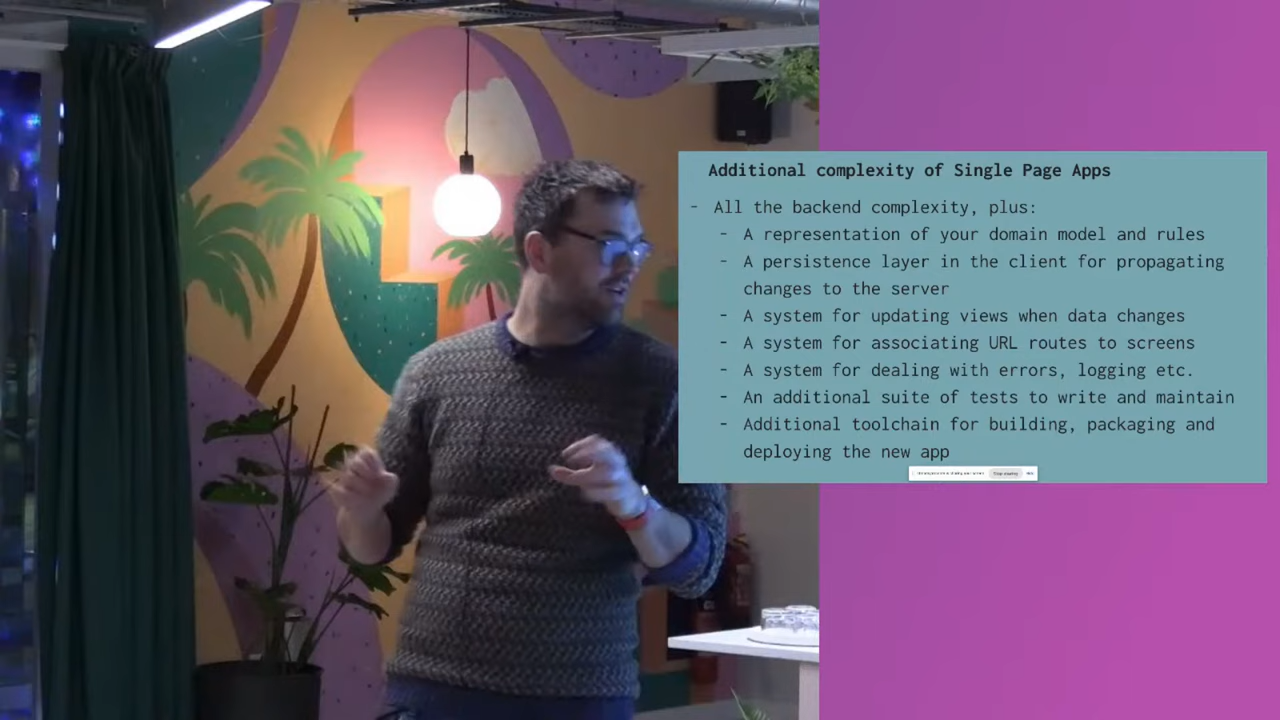 Additional complexity of Single Page Apps
- All the backend complexity, plus:
- A representation of your domain model and rules
- A persistence layer in the client for propagating
changes to the server
- A system for updating views when data changes
- A system for associating URL routes to screens
- A system for dealing with errors, logging etc.
- An additional suite of tests to write and maintain
- Additional toolchain for building, packaging and
deploying the new app